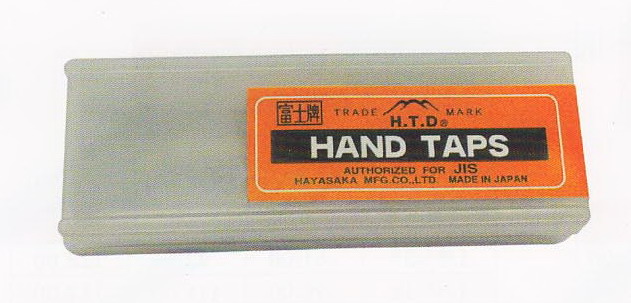 富士牌 TRADE MARK
H.T.D®
HAND TAPS
AUTHORIZED FOR JIS
HAYASAKA MFG.CO.,LTD. MADE IN JAPAN